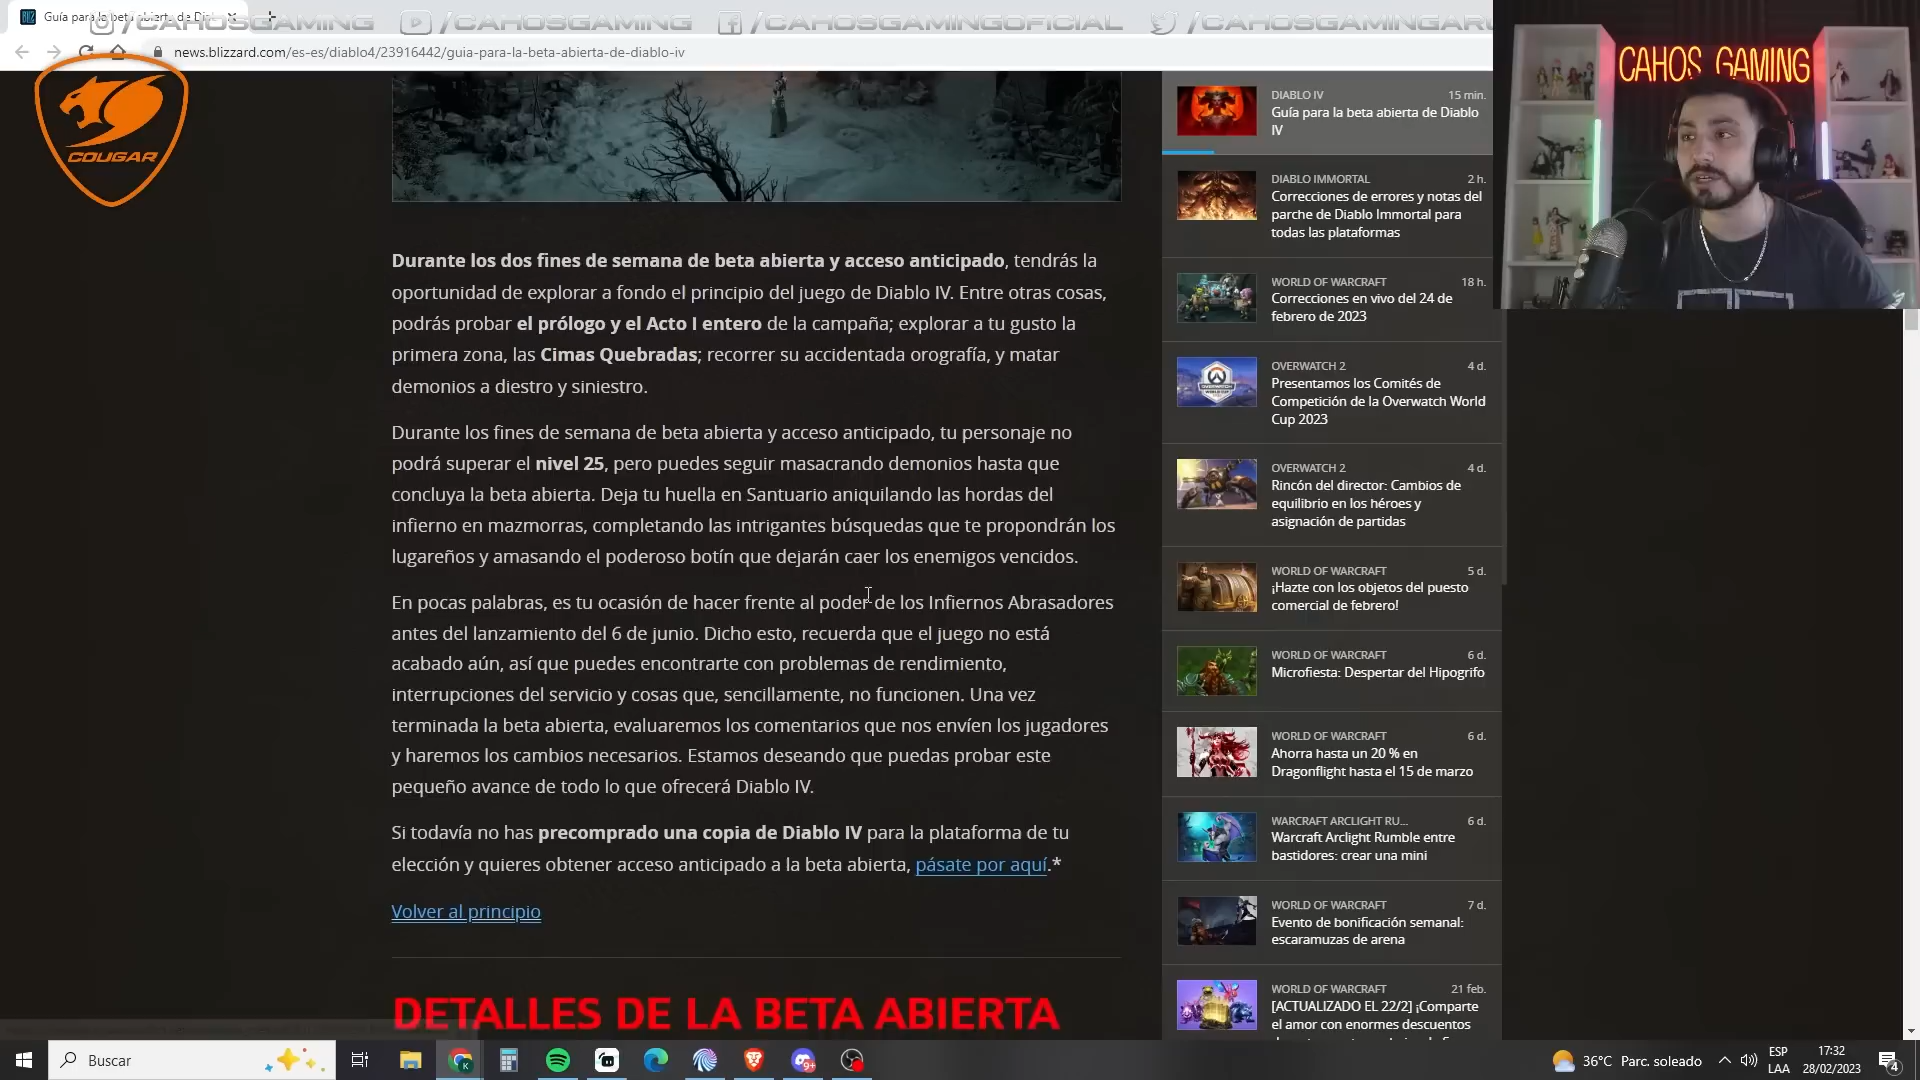 Guía para la beta abierta de Diabl
/CAHOSGAMING
/CAHOSGAMING
/CAHOSGAMINGOFICIAL
/CAHOSGAMINGARG
news.blizzard.com/es-es/diablo4/23916442/guia-para-la-beta-abierta-de-diablo-iv
COUGAR
CAHOS GAMING
Durante los dos fines de semana de beta abierta y acceso anticipado, tendrás la
oportunidad de explorar a fondo el principio del juego de Diablo IV. Entre otras cosas,
podrás probar el prólogo y el Acto I entero de la campaña; explorar a tu gusto la
primera zona, las Cimas Quebradas; recorrer su accidentada orografía, y matar
demonios a diestro y siniestro.
Durante los fines de semana de beta abierta y acceso anticipado, tu personaje no
podrá superar el nivel 25, pero puedes seguir masacrando demonios hasta que
concluya la beta abierta. Deja tu huella en Santuario aniquilando las hordas del
infierno en mazmorras, completando las intrigantes búsquedas que te propondrán los
lugareños y amasando el poderoso botín que dejarán caer los enemigos vencidos.
En pocas palabras, es tu ocasión de hacer frente al poder de los Infiernos Abrasadores
antes del lanzamiento del 6 de junio. Dicho esto, recuerda que el juego no está
acabado aún, así que puedes encontrarte con problemas de rendimiento,
interrupciones del servicio y cosas que, sencillamente, no funcionen. Una vez
terminada la beta abierta, evaluaremos los comentarios que nos envíen los jugadores
y haremos los cambios necesarios. Estamos deseando que puedas probar este
pequeño avance de todo lo que ofrecerá Diablo IV.
Si todavía no has precomprado una copia de Diablo IV para la plataforma de tu
elección y quieres obtener acceso anticipado a la beta abierta, pásate por aquí.*
Volver al principio
DETALLES DE LA BETA ABIERTA
DIABLO IV 15 min.
Guía para la beta abierta de Diablo
IV
DIABLO IMMORTAL 2 h.
Correcciones de errores y notas del
parche de Diablo Immortal para
todas las plataformas
WORLD OF WARCRAFT 18 h.
Correcciones en vivo del 24 de
febrero de 2023
OVERWATCH 2 4 d.
Presentamos los Comités de
Competición de la Overwatch World
Cup 2023
OVERWATCH 2 4 d.
Rincón del director: Cambios de
equilibrio en los héroes y
asignación de partidas
WORLD OF WARCRAFT 5 d.
¡Hazte con los objetos del puesto
comercial de febrero!
WORLD OF WARCRAFT 6 d.
Microfiesta: Despertar del Hipogrifo
WORLD OF WARCRAFT 6 d.
Ahorra hasta un 20 % en
Dragonflight hasta el 15 de marzo
WARCRAFT ARCLIGHT RU... 6 d.
Warcraft Arclight Rumble entre
bastidores: crear una mini
WORLD OF WARCRAFT 7 d.
Evento de bonificación semanal:
escaramuzas de arena
WORLD OF WARCRAFT 21 feb.
[ACTUALIZADO EL 22/2] ¡Comparte
el amor con enormes descuentos
Buscar
36°C Parc. soleado
ESP
LAA
17:32
28/02/2023
4